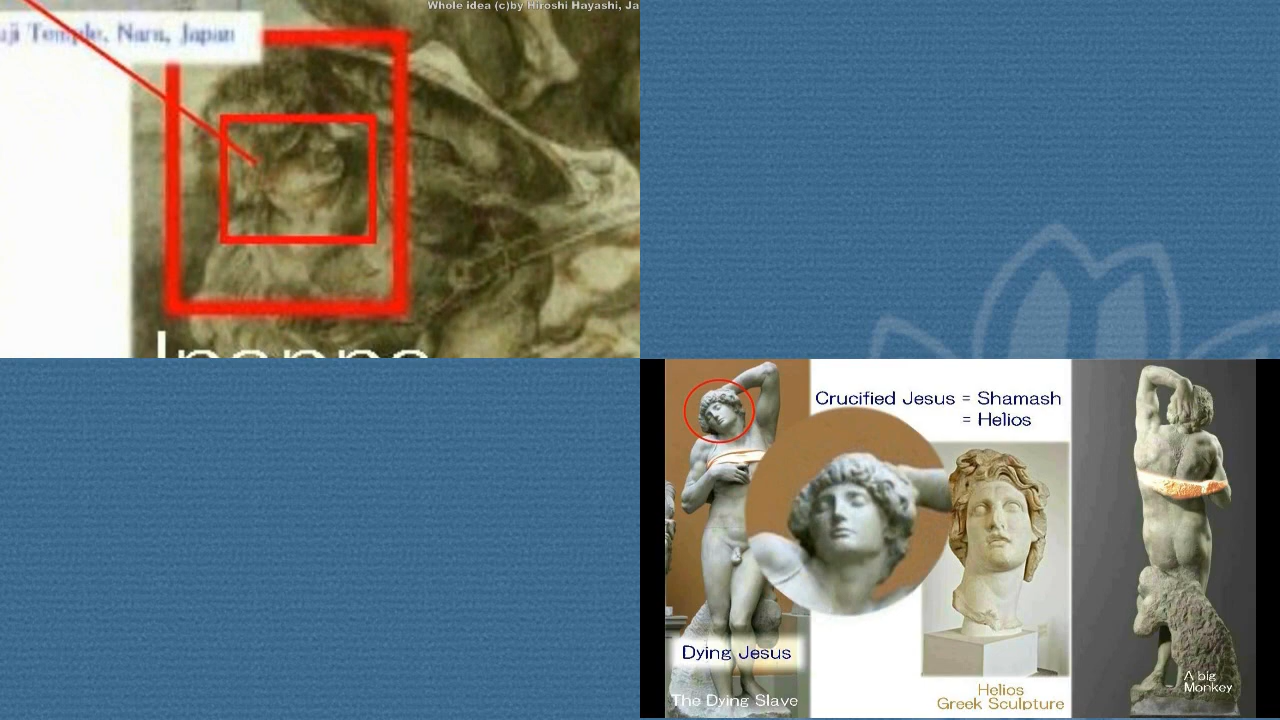 Whole idea (c)by Hiroshi Hayashi, Ja
uji Temple, Nara, Japan
Crucified Jesus = Shamash
= Helios
Dying Jesus
The Dying Slave
Helios
Greek Sculpture
A big
Monkey